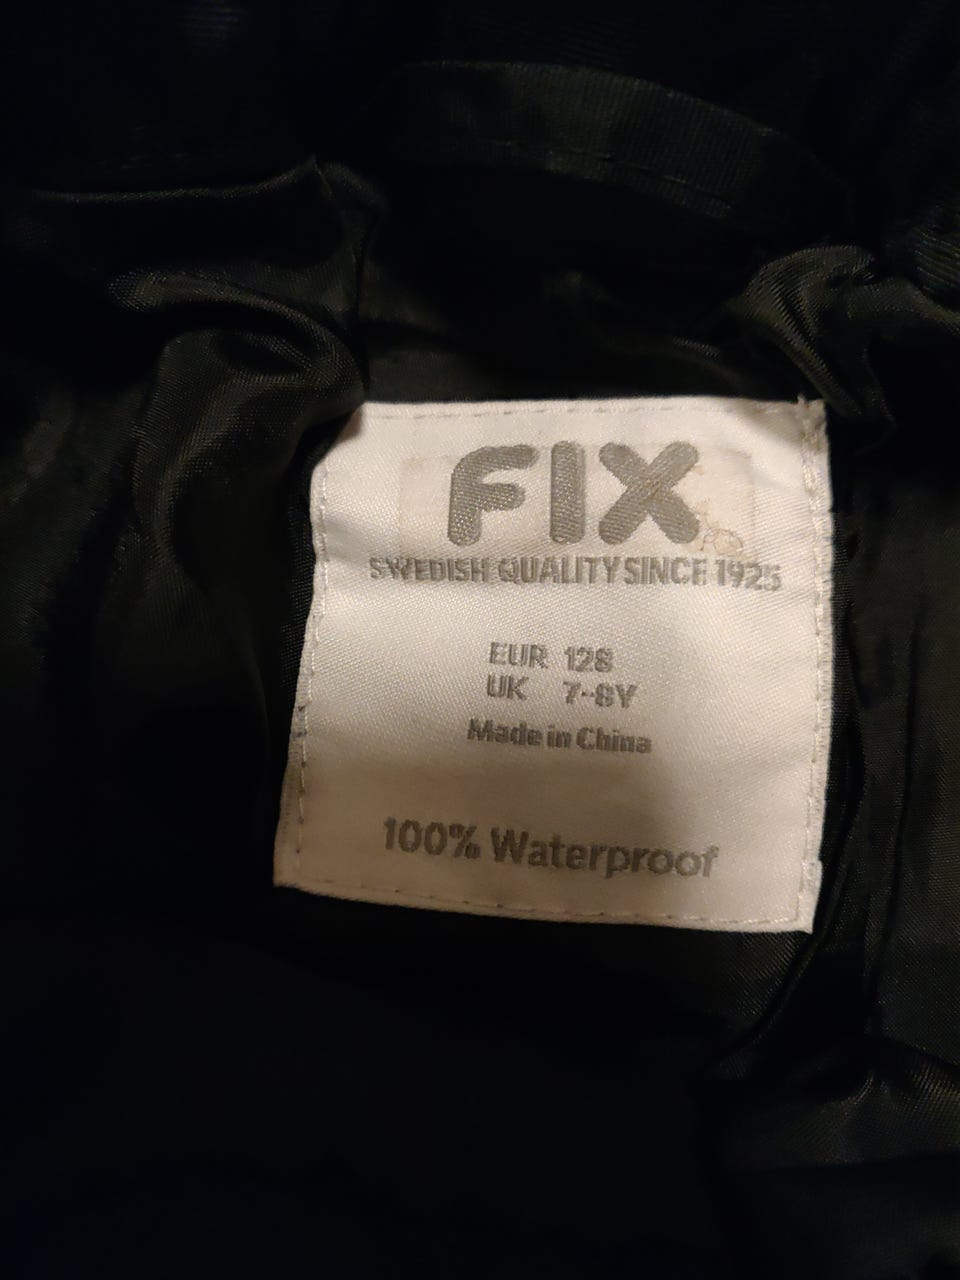 FIX
SWEDISH QUALITY SINCE 1925
EUR 128
UK 7-8Y
Made in China
100% Waterproof